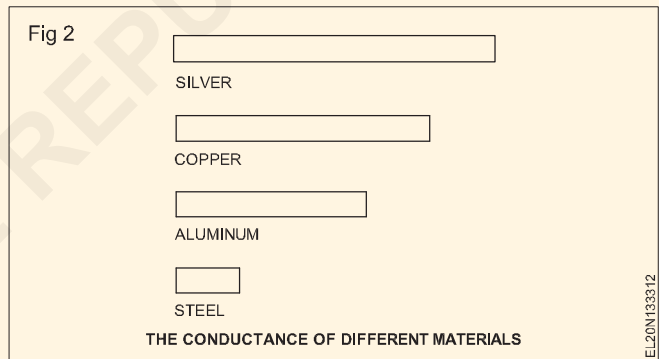 Fig 2
SILVER
COPPER
ALUMINUM
STEEL
THE CONDUCTANCE OF DIFFERENT MATERIALS
EL20N133312